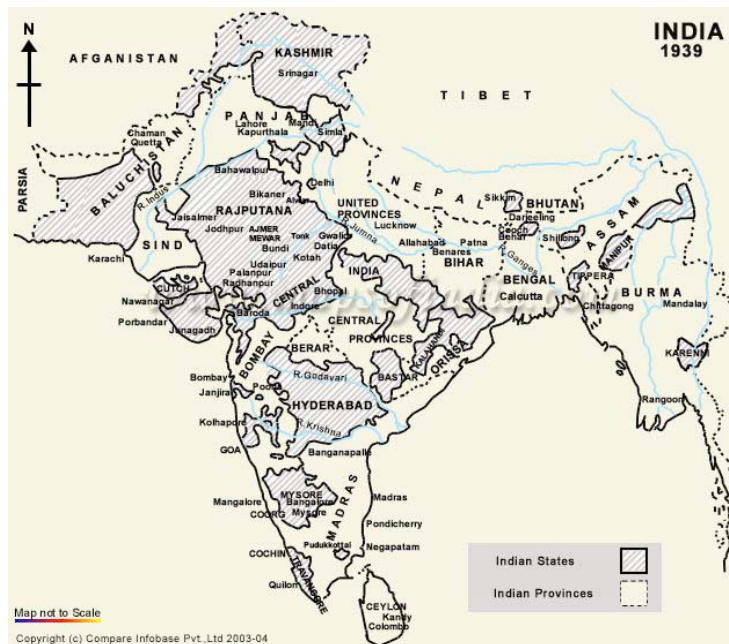 N
INDIA
1939
AFGANISTAN
KASHMIR
Srinagar
TIBET
PANJAB
Lahore
Kapurthala
Mandi
Simla
Chaman
Quetta
BALUCHISTAN
PARSIA
R. Indus
Bahawalpur
Delhi
Bikaner
Alwar
NEPAL
Sikkim
BHUTAN
Darjeeling
RAJPUTANA
UNITED
PROVINCES
Jaisalmer
Jodhpur
AJMER
MEWAR
Tonk
Gwalior
R. Jumna
Lucknow
Cooch
Behar
ASSAM
Shillong
SIND
Bundi
Datia
Allahabad
Patna
Benares
R. Ganges
MANIPUR
Karachi
Udaipur
Kotah
BIHAR
Palanpur
Radhanpur
CENTRAL
INDIA
BENGAL
TIPPERA
BURMA
CUTCH
Bhopal
Calcutta
Chittagong
Mandalay
Nawanagar
Indore
Baroda
Porbandar
Junagadh
CENTRAL
PROVINCES
KALAHANDI
ORISSA
KARENNI
BOMBAY
BERAR
BASTAR
Bombay
R.Godavari
Rangoon
Janjira
Poona
HYDERABAD
Kolhapore
R.Krishna
GOA
Banganapalle
MYSORE
Mangalore
Bangalore
Mysore
MADRAS
Madras
COORG
Pondicherry
Pudukkottai
COCHIN
Negapatam
TRAVANCORE
Quilon
CEYLON
Kandy
Colombo
Indian States
Indian Provinces
Map not to Scale
Copyright (c) Compare Infobase Pvt.,Ltd 2003-04